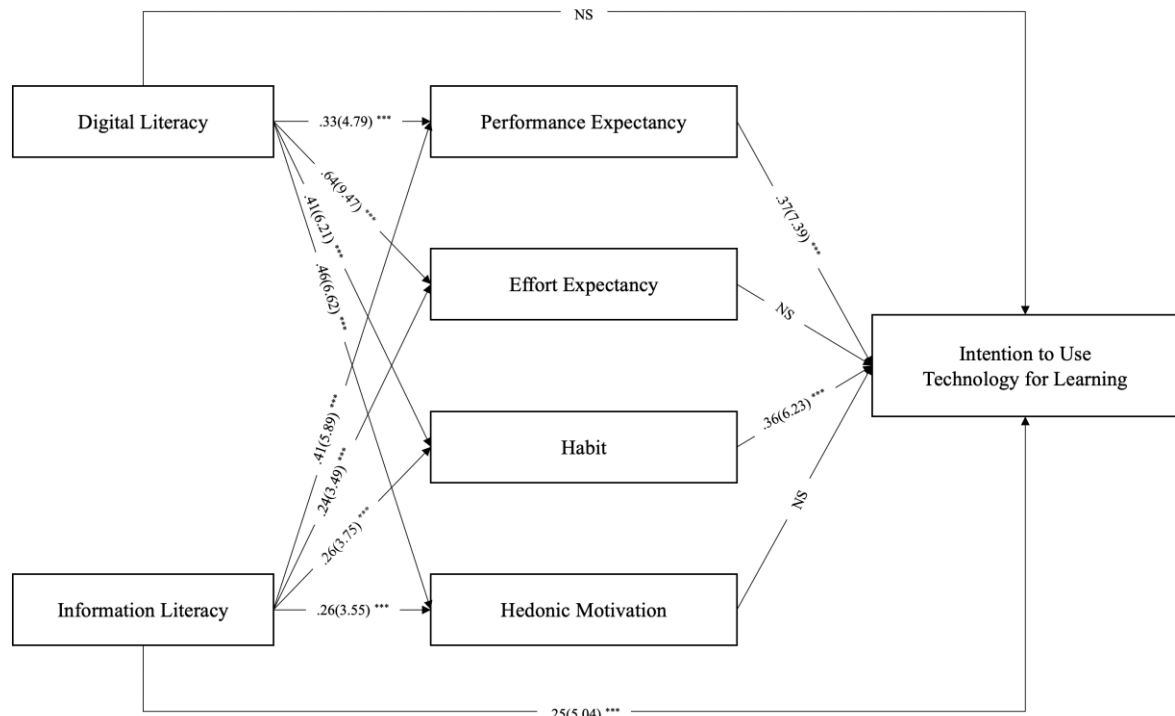 NS
Digital Literacy
.33(4.79) ***
Performance Expectancy
.64(9.47) ***
.41(6.21) ***
.46(6.62) ***
.37(7.39) ***
Effort Expectancy
NS
Intention to Use
Technology for Learning
.36(6.23) ***
Habit
.41(5.89) ***
.24(3.49) ***
.26(3.75) ***
NS
Information Literacy
.26(3.55) ***
Hedonic Motivation
.25(5.04) ***